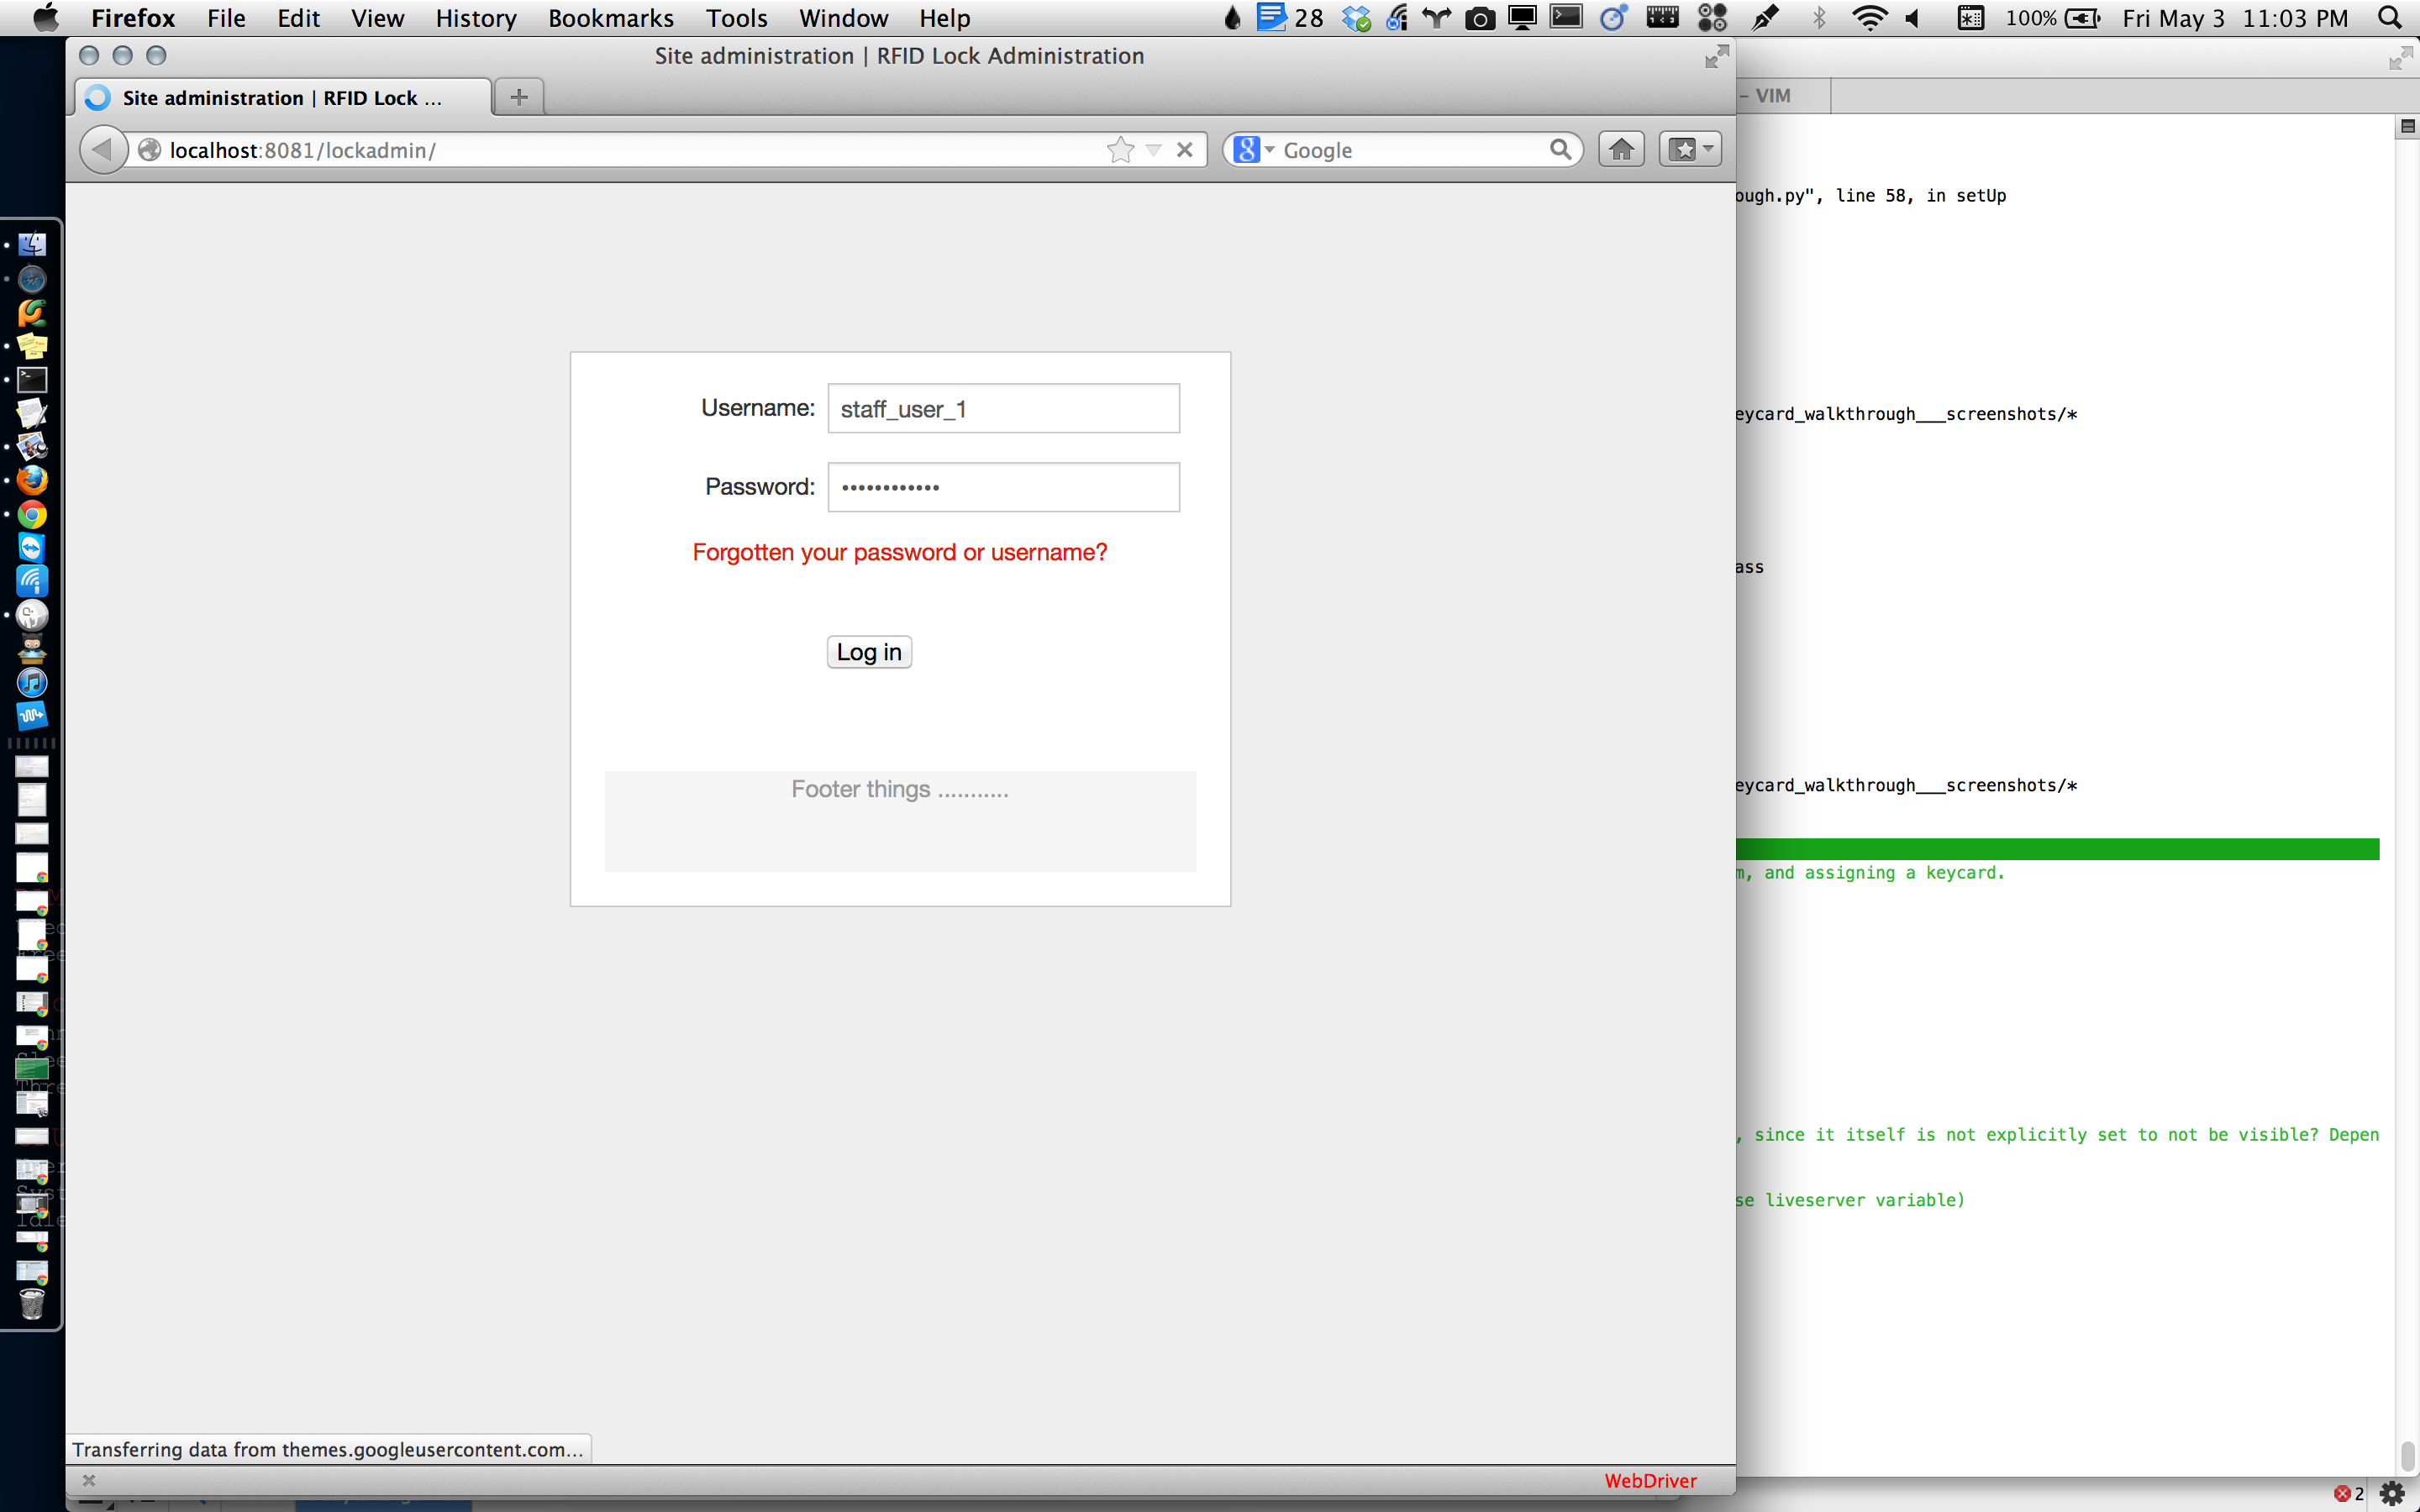 Firefox File Edit View History Bookmarks Tools Window Help 28 100% Fri May 3 11:03 PM
Site administration | RFID Lock Administration
Site administration | RFID Lock ...
– VIM
localhost:8081/lockadmin/
Google
ough.py", line 58, in setUp
Username: staff_user_1
eycard_walkthrough___screenshots/*
Password: ••••••••••••
Forgotten your password or username?
ass
Log in
Footer things ...........
eycard_walkthrough___screenshots/*
m, and assigning a keycard.
, since it itself is not explicitly set to not be visible? Depen
se liveserver variable)
Transferring data from themes.googleusercontent.com...
WebDriver
2